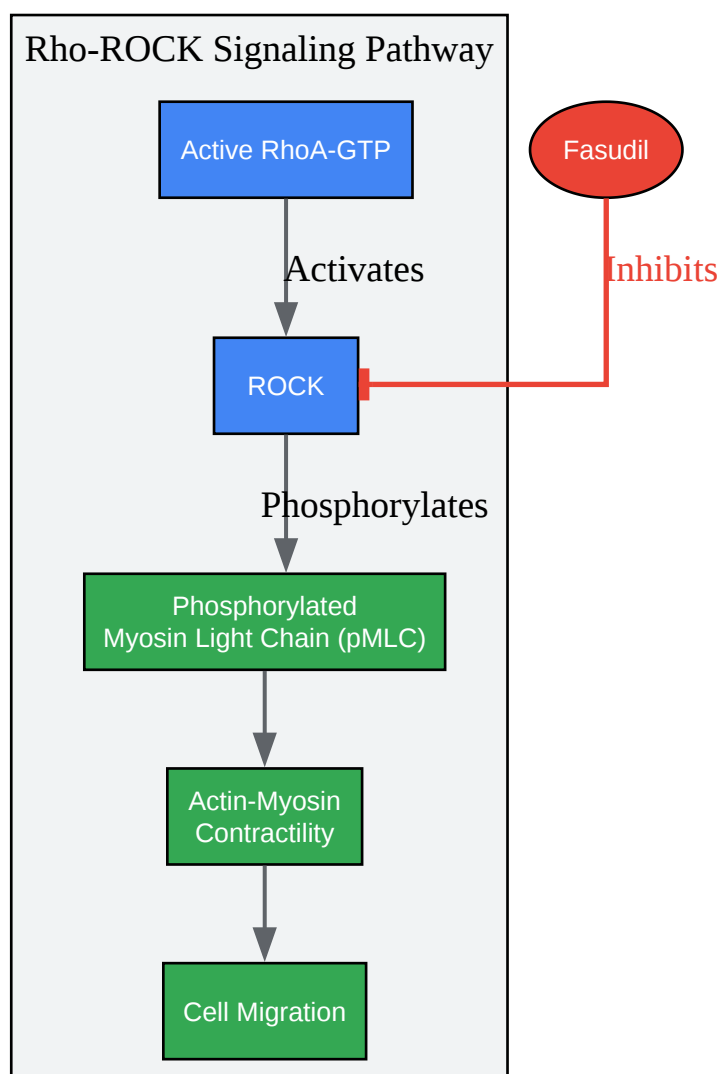 Rho-ROCK Signaling Pathway
Active RhoA-GTP
Fasudil
Activates
Inhibits
ROCK
Phosphorylates
Phosphorylated
Myosin Light Chain (pMLC)
Actin-Myosin
Contractility
Cell Migration